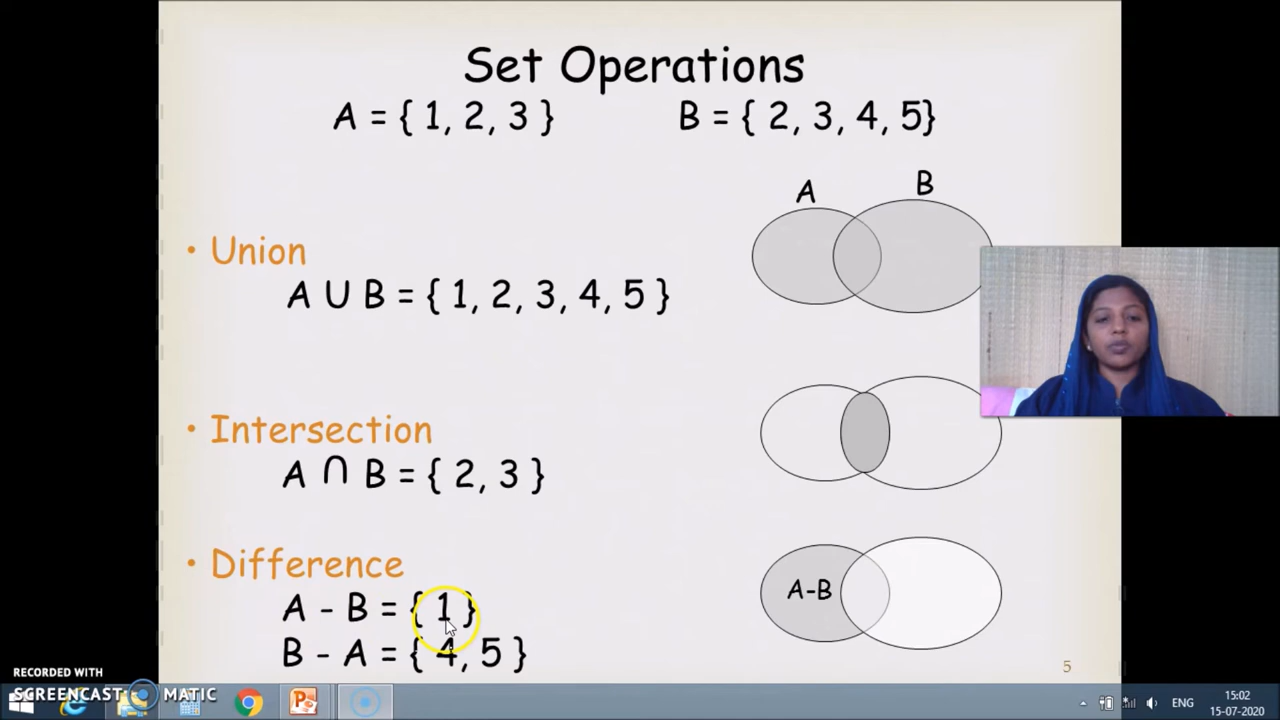 Set Operations
A = { 1, 2, 3 }
B = { 2, 3, 4, 5}
A
B
• Union
A U B = { 1, 2, 3, 4, 5 }
• Intersection
A ∩ B = { 2, 3 }
• Difference
A - B = { 1 }
B - A = { 4, 5 }
A-B
5
RECORDED WITH
SCREENCAST MATIC
ENG
15:02
15-07-2020